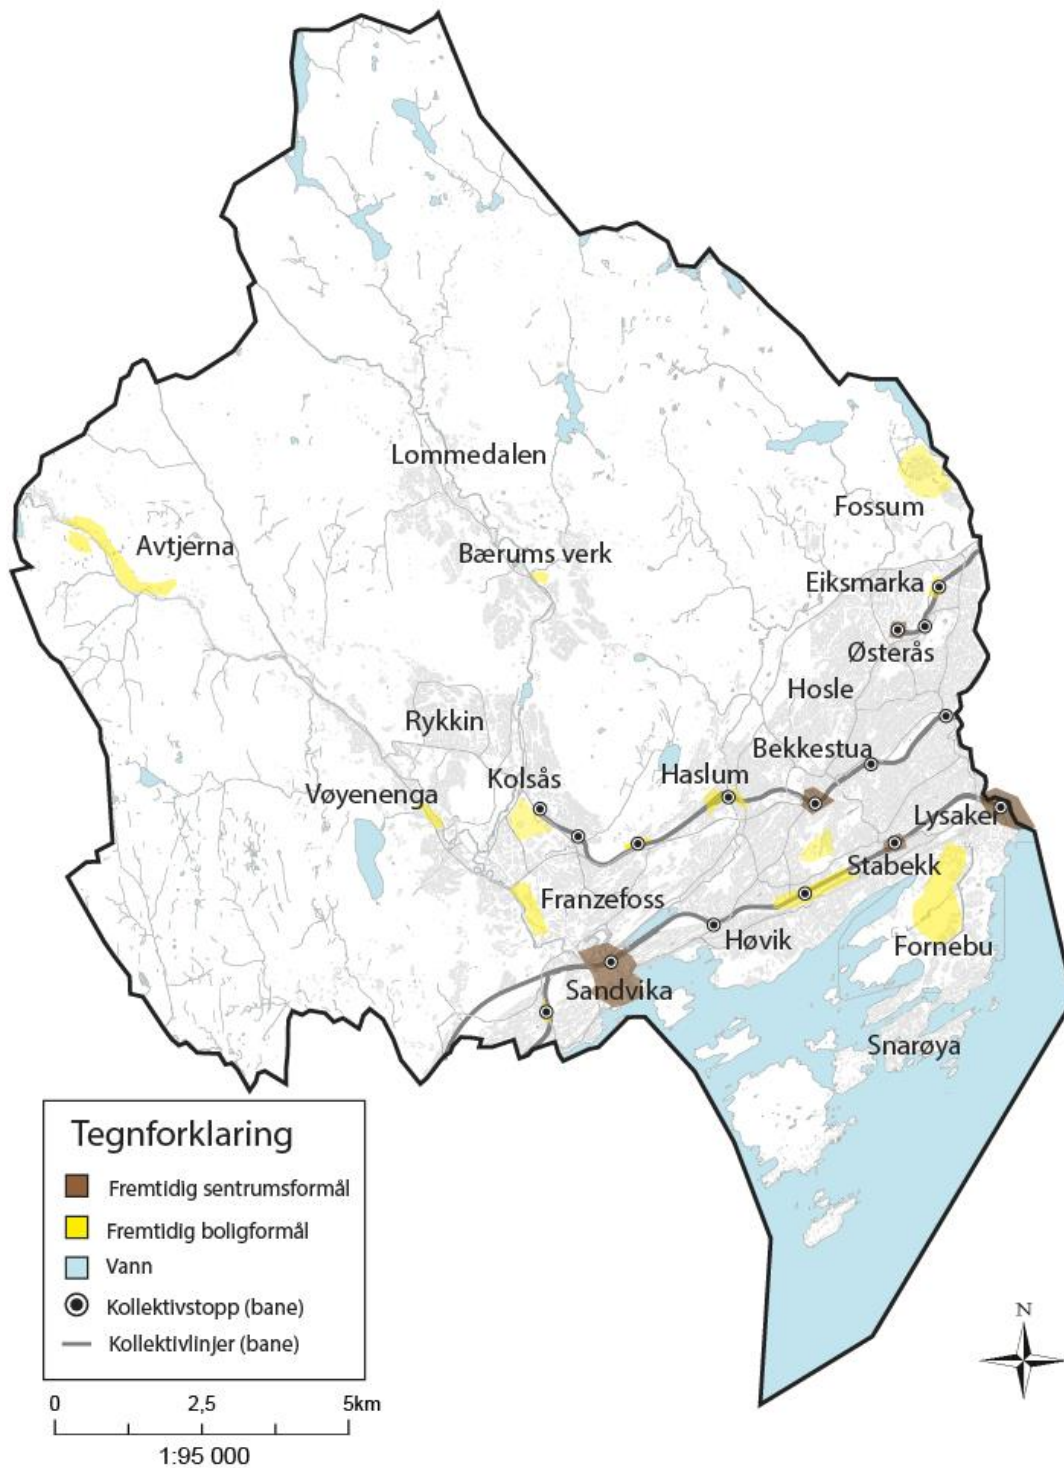 Lommedalen
Fossum
Avtjerna
Bærums verk
Eiksmarka
Østerås
Hosle
Rykkin
Bekkestua
Kolsås
Haslum
Vøyenenga
Lysaker
Stabekk
Franzefoss
Høvik
Fornebu
Sandvika
Snarøya
Tegnforklaring
Fremtidig sentrumsformål
Fremtidig boligformål
Vann
Kollektivstopp (bane)
Kollektivlinjer (bane)
N
0 2,5 5km
1:95 000